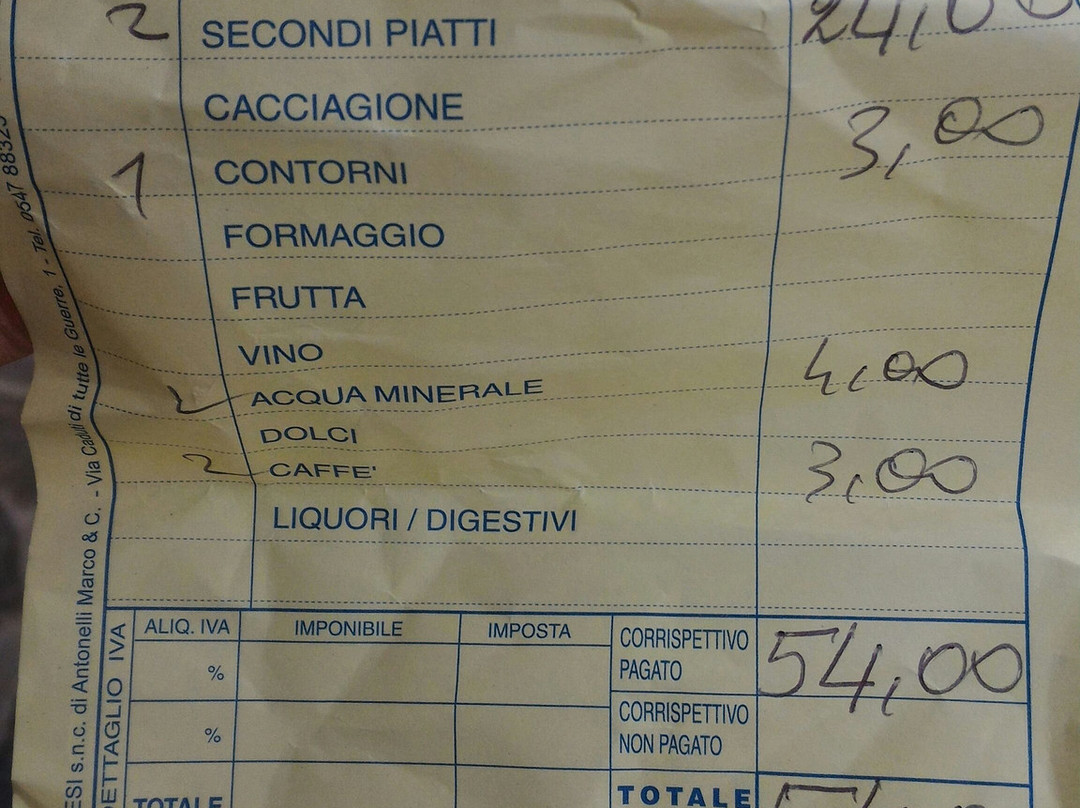 2 SECONDI PIATTI 24,00
CACCIAGIONE
1 CONTORNI 3,00
FORMAGGIO
FRUTTA
VINO
2 ACQUA MINERALE 4,00
DOLCI
2 CAFFE' 3,00
LIQUORI / DIGESTIVI
ALIQ. IVA IMPONIBILE IMPOSTA CORRISPETTIVO
PAGATO 54,00
%
CORRISPETTIVO
NON PAGATO
%
TOTALE TOTALE
DETTAGLIO IVA
s.n.c. di Antonelli Marco & C. - Via Caduti di tutte le Guerre, 1 - Tel. 0547 88325